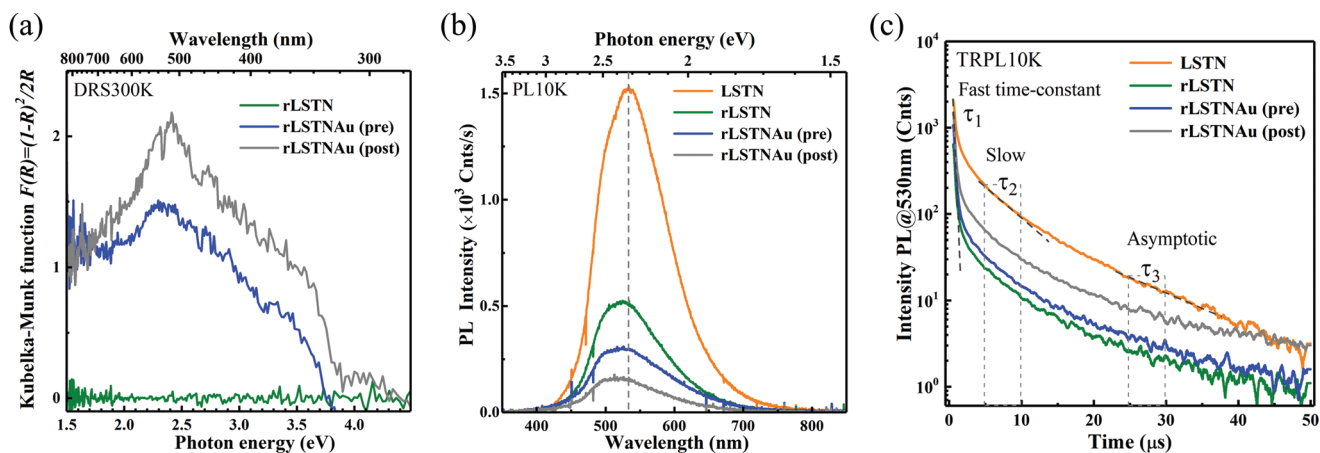 (a)
Wavelength (nm)
800 700 600 500 400 300
DRS300K
rLSTN
rLSTNAu (pre)
rLSTNAu (post)
Kubelka-Munk function F(R)=(1-R)²/2R
2
1
0
1.5 2.0 2.5 3.0 3.5 4.0
Photon energy (eV)
(b)
Photon energy (eV)
3.5 3 2.5 2 1.5
PL10K
LSTN
rLSTN
rLSTNAu (pre)
rLSTNAu (post)
PL Intensity (×10³ Cnts/s)
1.5
1.0
0.5
0.0
400 500 600 700 800
Wavelength (nm)
(c)
TRPL10K
LSTN
rLSTN
rLSTNAu (pre)
rLSTNAu (post)
Fast time-constant
τ₁
Slow
τ₂
Asymptotic
τ₃
Intensity PL@530nm (Cnts)
10⁴
10³
10²
10¹
10⁰
0 10 20 30 40 50
Time (μs)